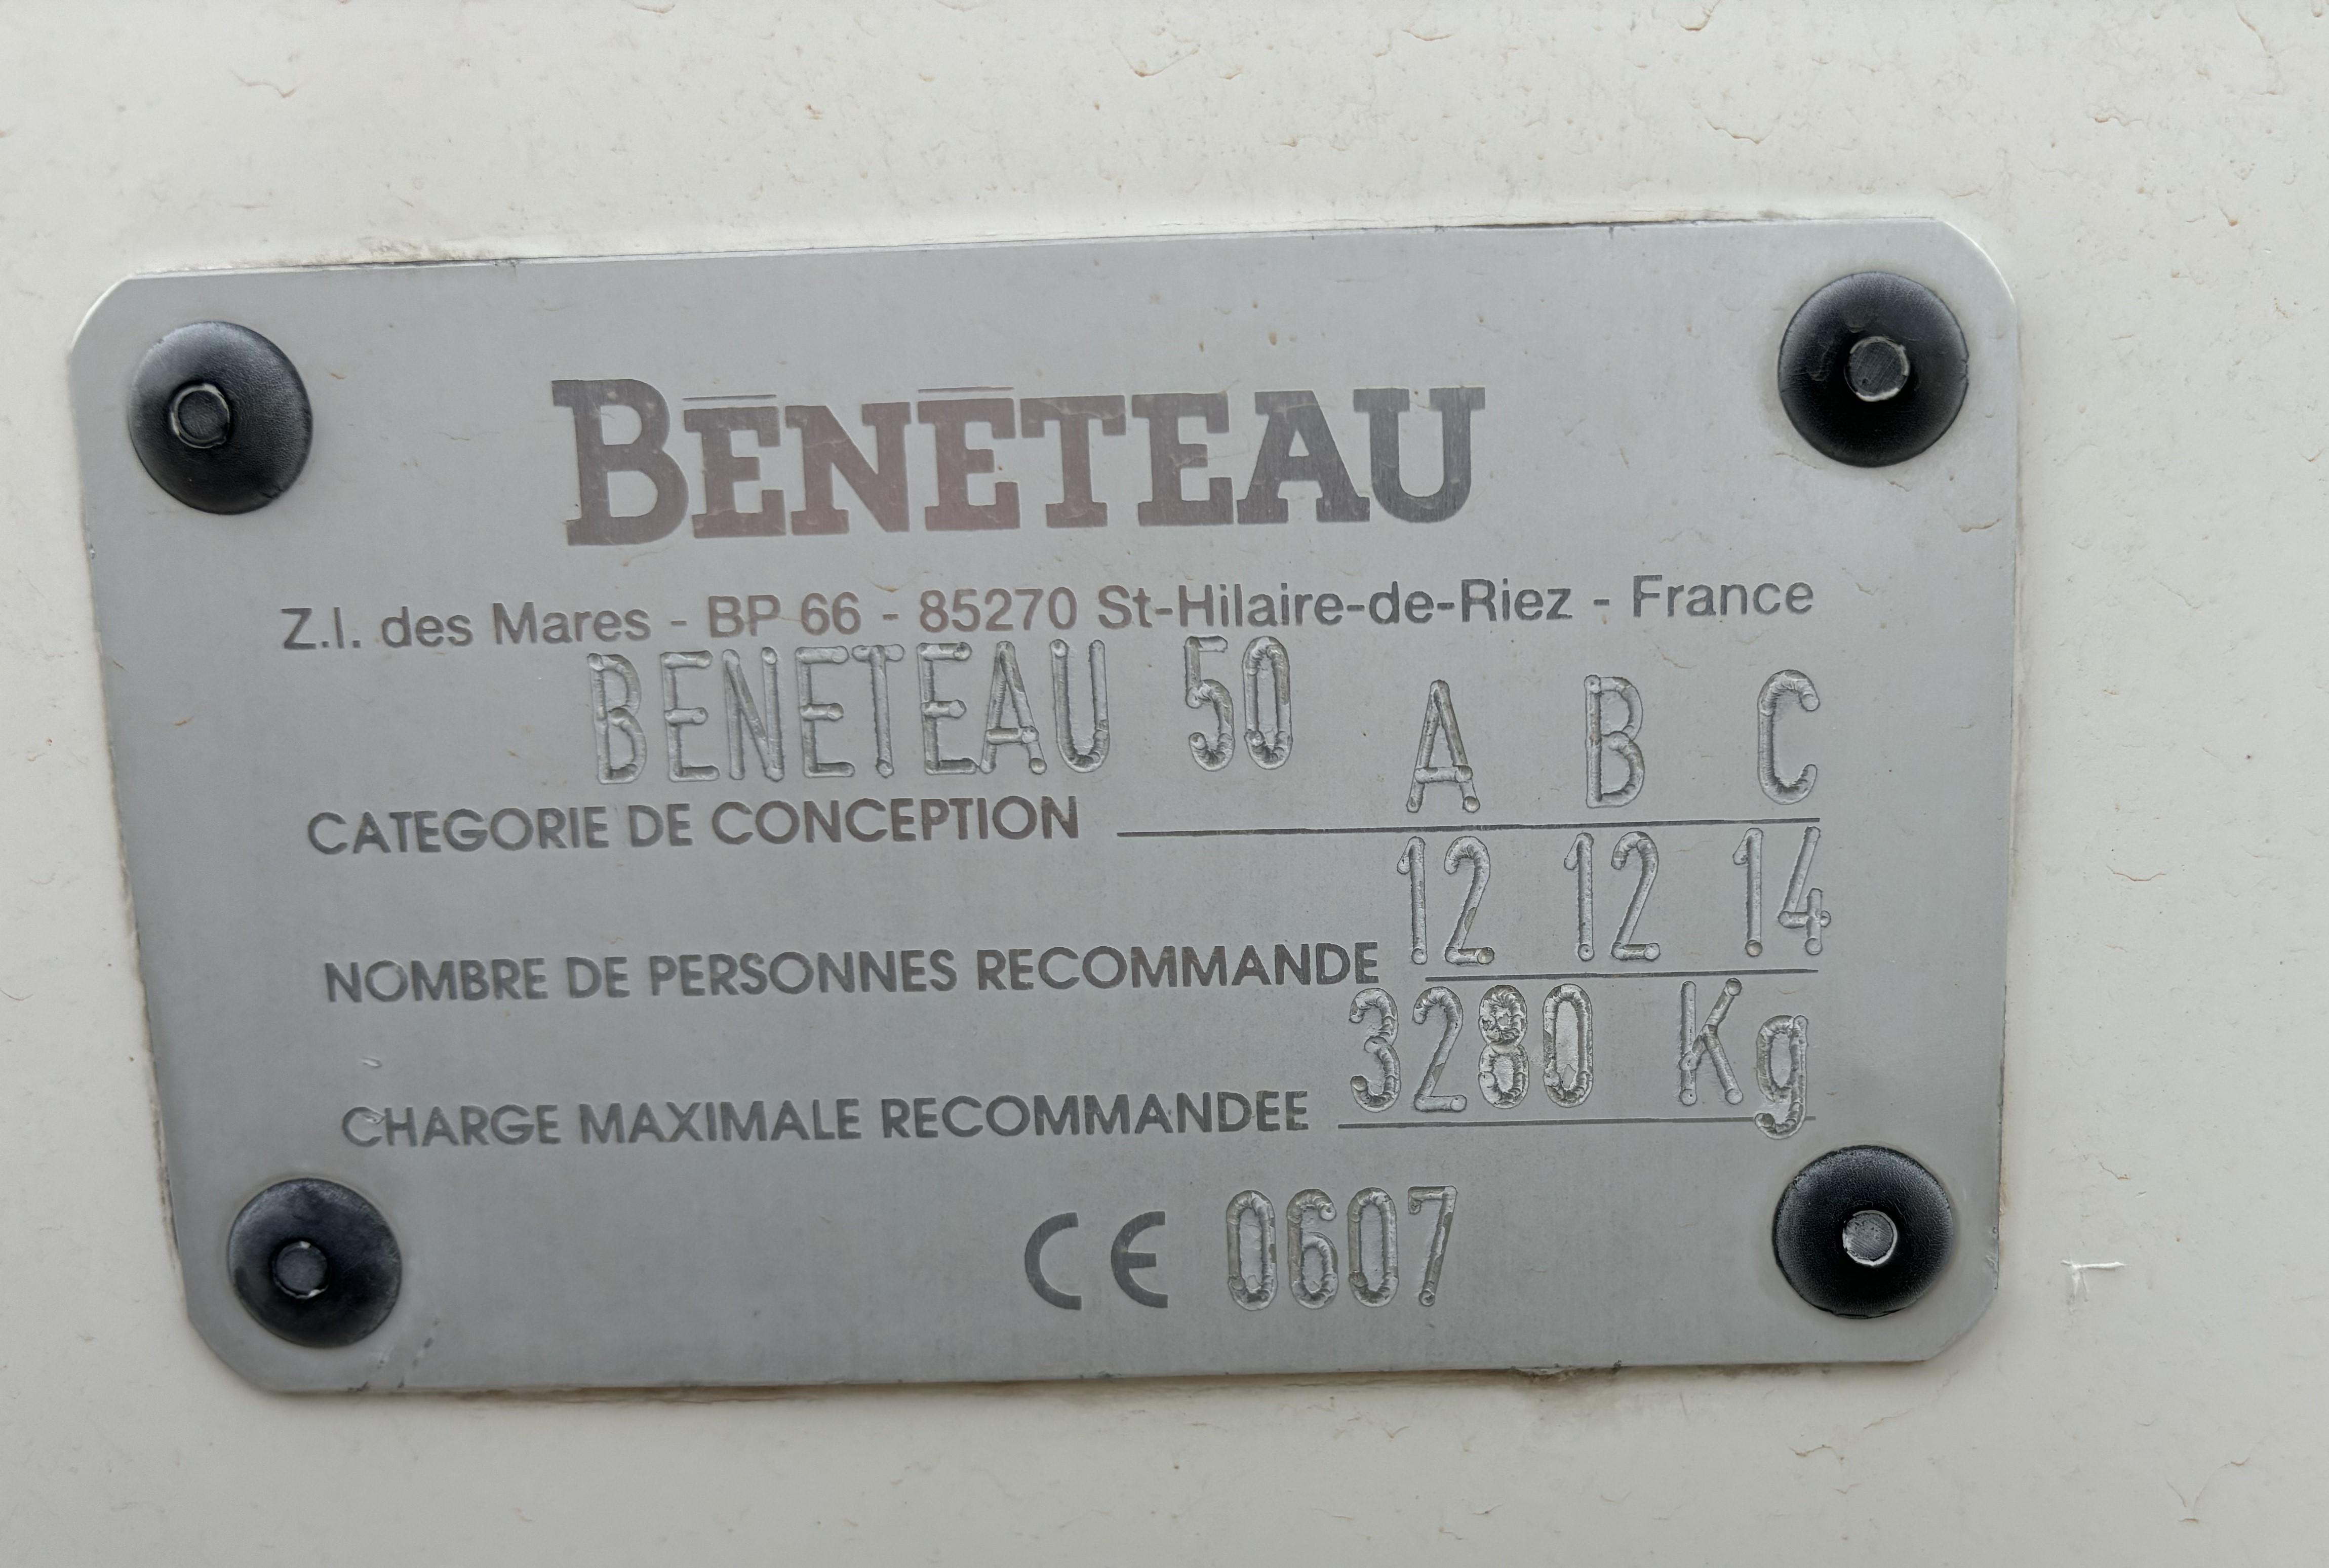 BĒNĒTEAU
Z.I. des Mares - BP 66 - 85270 St-Hilaire-de-Riez - France
BENETEAU 50
CATEGORIE DE CONCEPTION A B C
NOMBRE DE PERSONNES RECOMMANDE 12 12 14
CHARGE MAXIMALE RECOMMANDEE 3280 Kg
CE 0607